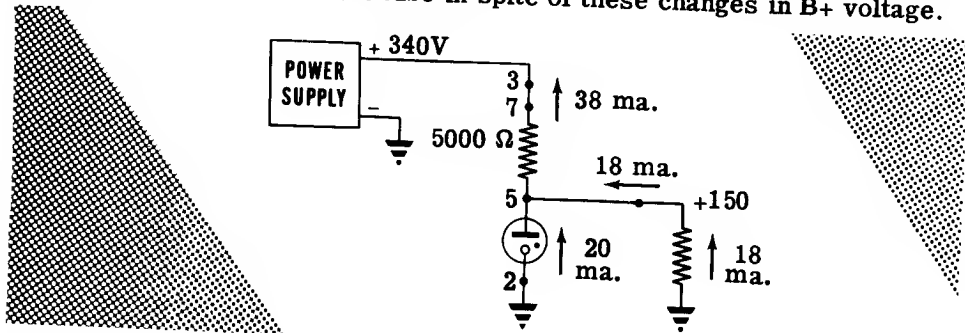 in spite of these changes in B+ voltage.
+ 340V
POWER
SUPPLY
–
3
7
38 ma.
5000 Ω
18 ma.
5
+150
20
ma.
18
ma.
2